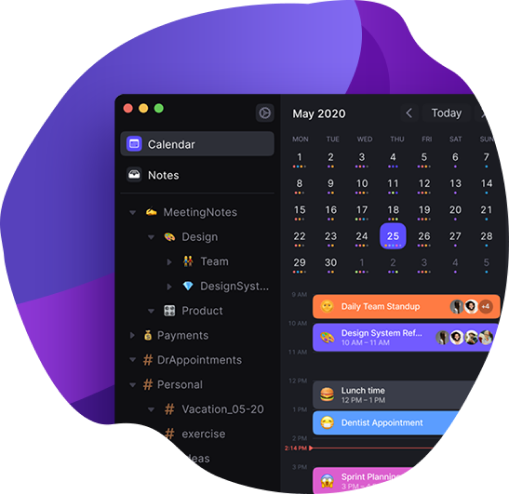 May 2020
Today
Calendar
Notes
MeetingNotes
Design
Team
DesignSyst...
Product
Payments
# DrAppointments
# Personal
# Vacation_05-20
# exercise
MON TUE WED THU FRI SAT SUN
1 2 3 4 5 6 7
8 9 10 11 12 13 14
15 16 17 18 19 20 21
22 23 24 25 26 27 28
29 30 1 2 3 4 5
9 AM
Daily Team Standup
+4
10 AM
Design System Ref...
10 AM – 11 AM
11 AM
12 PM
Lunch time
12 PM – 1 PM
1 PM
Dentist Appointment
2 PM
2:14 PM
3 PM
Sprint Planning